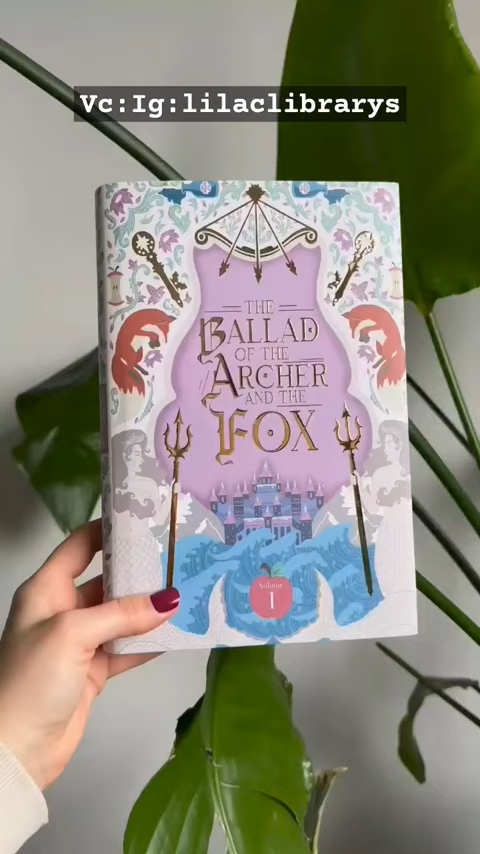 Vc:Ig:lilaclibrarys
THE
BALLAD
OF THE
ARCHER
AND THE
FOX
Volume
1